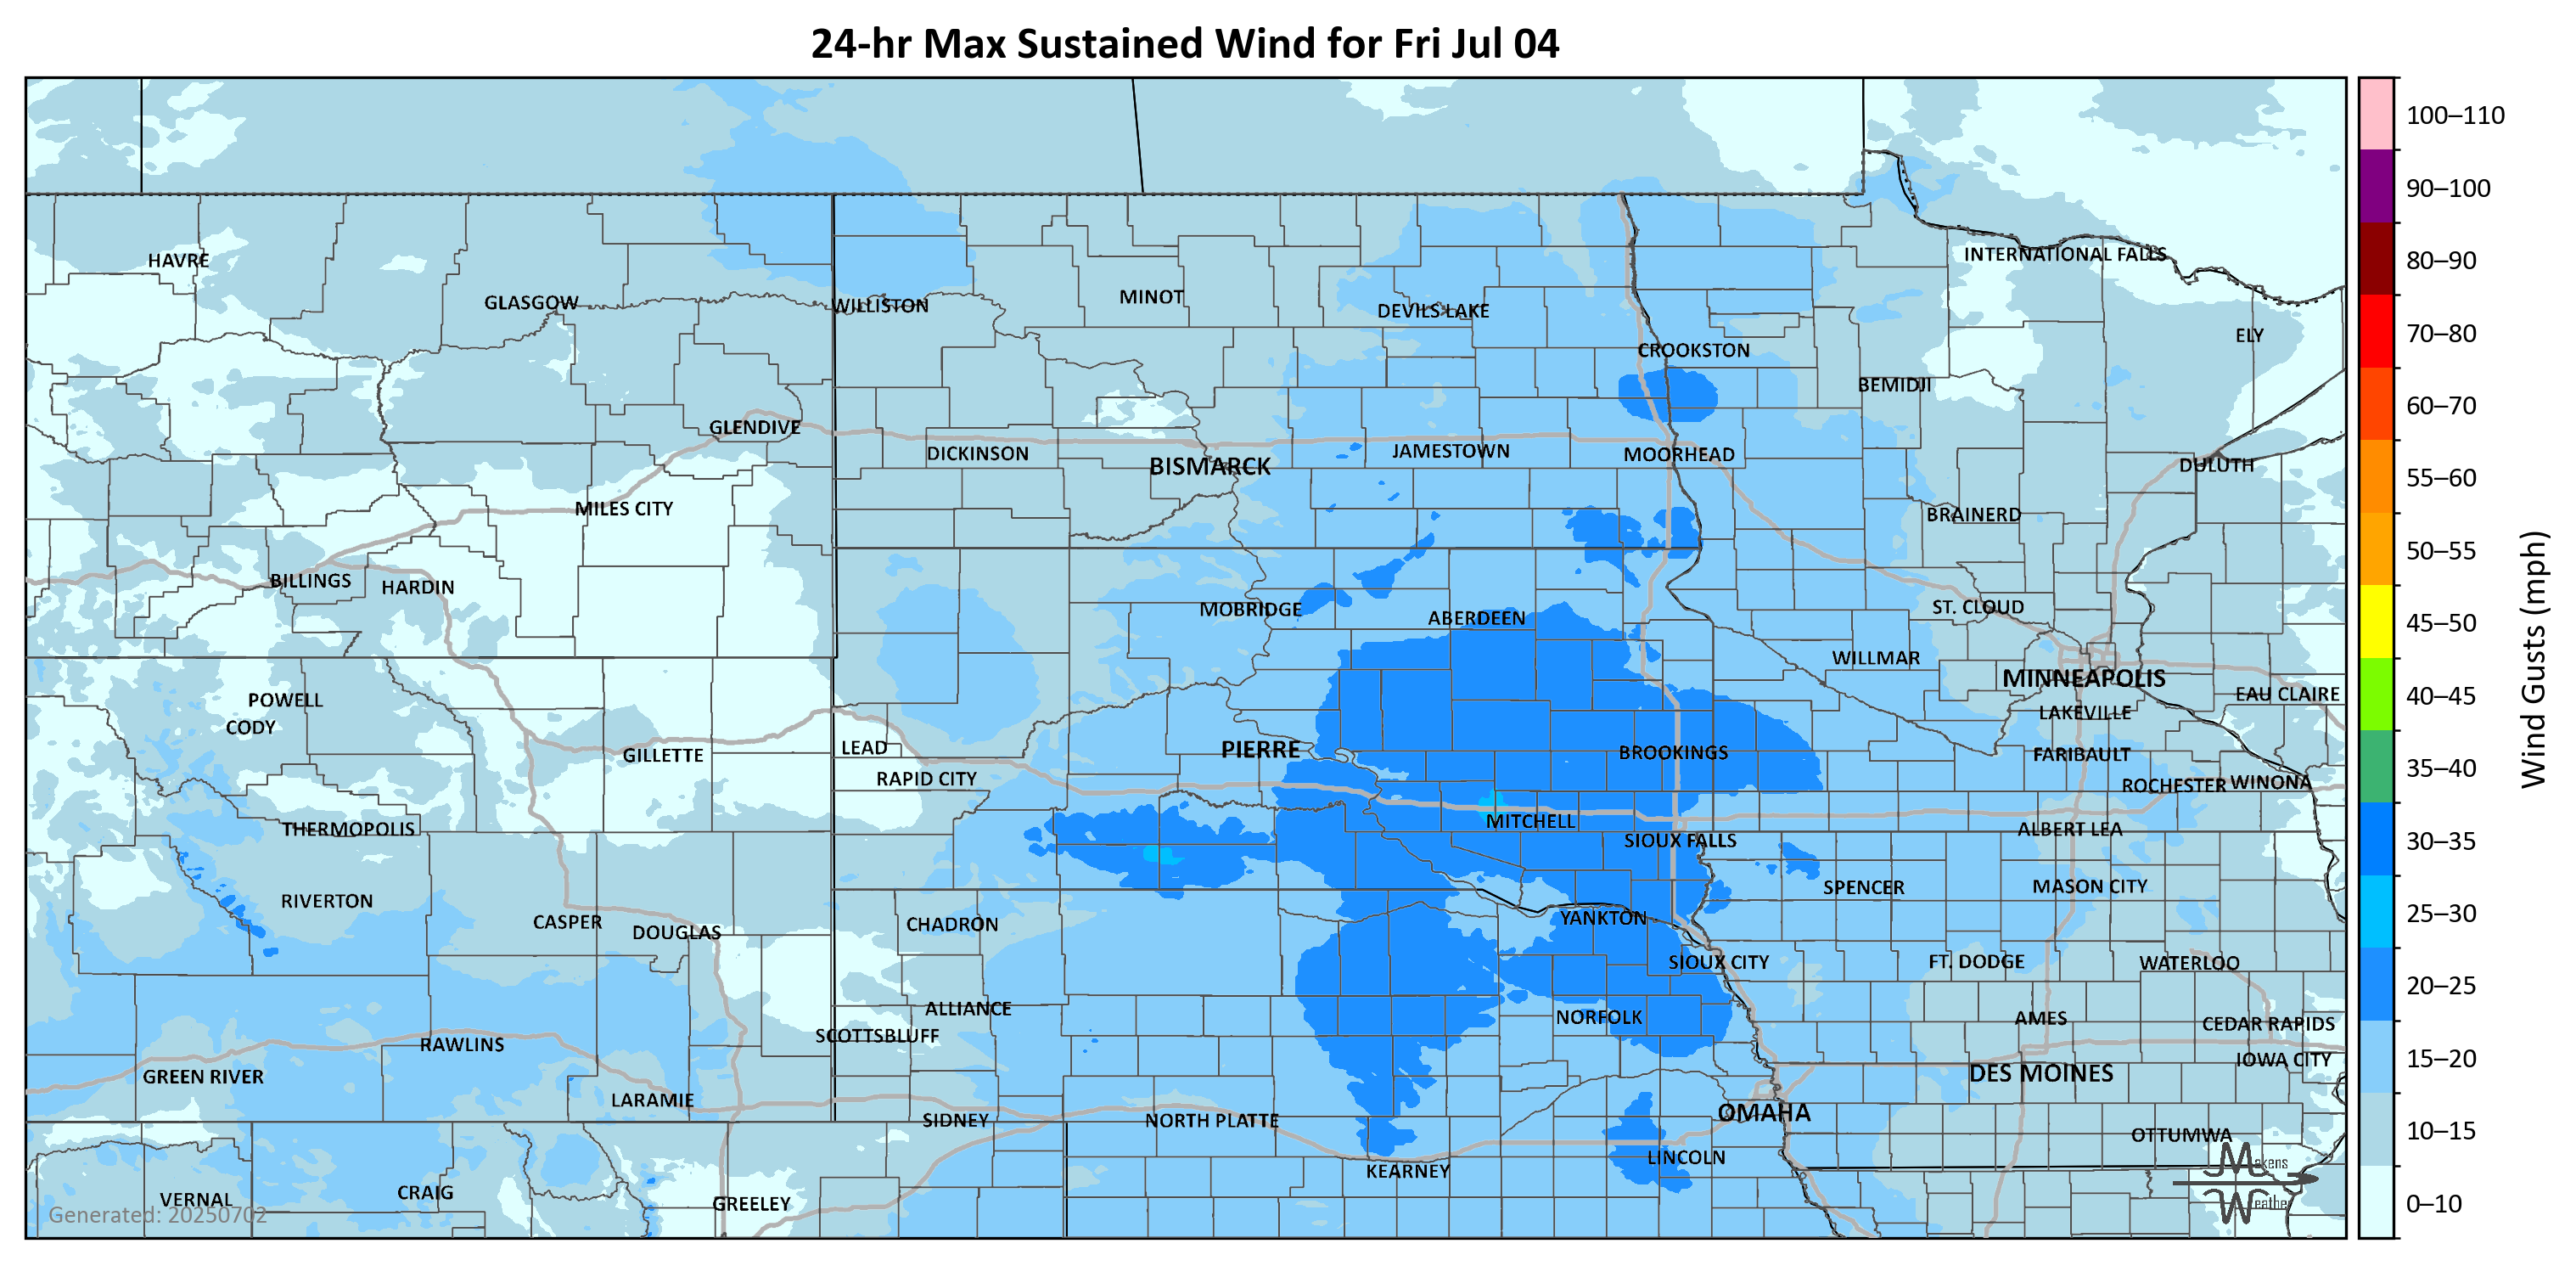 24-hr Max Sustained Wind for Fri Jul 04
100–110
90–100
80–90
70–80
60–70
55–60
50–55
45–50
40–45
35–40
30–35
25–30
20–25
15–20
10–15
0–10
Wind Gusts (mph)
HAVRE
INTERNATIONAL FALLS
GLASGOW
WILLISTON
MINOT
DEVILS LAKE
ELY
CROOKSTON
BEMIDJI
GLENDIVE
DICKINSON
BISMARCK
JAMESTOWN
MOORHEAD
DULUTH
MILES CITY
BRAINERD
BILLINGS
HARDIN
MOBRIDGE
ABERDEEN
ST. CLOUD
WILLMAR
MINNEAPOLIS
EAU CLAIRE
POWELL
CODY
LAKEVILLE
GILLETTE
LEAD
PIERRE
BROOKINGS
FARIBAULT
RAPID CITY
ROCHESTER
WINONA
THERMOPOLIS
MITCHELL
ALBERT LEA
SIOUX FALLS
RIVERTON
SPENCER
MASON CITY
CASPER
DOUGLAS
CHADRON
YANKTON
SIOUX CITY
FT. DODGE
WATERLOO
ALLIANCE
NORFOLK
AMES
CEDAR RAPIDS
SCOTTSBLUFF
RAWLINS
IOWA CITY
GREEN RIVER
DES MOINES
LARAMIE
OMAHA
SIDNEY
NORTH PLATTE
OTTUMWA
LINCOLN
KEARNEY
VERNAL
CRAIG
GREELEY
Makens
Weather
Generated: 20250702